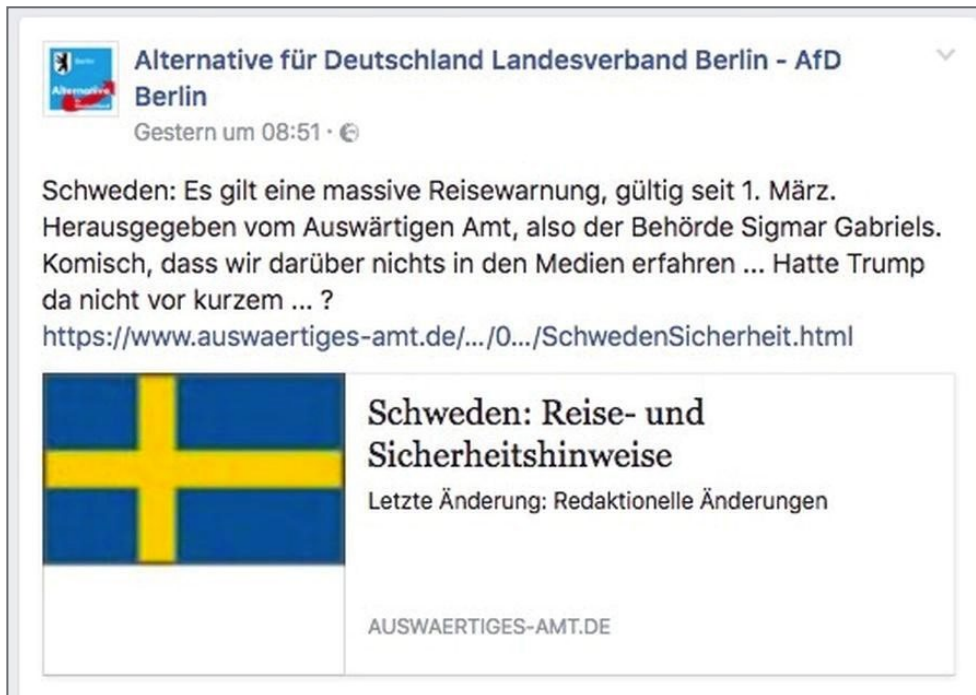 Alternative für Deutschland Landesverband Berlin - AfD
Berlin
Gestern um 08:51 ·
Schweden: Es gilt eine massive Reisewarnung, gültig seit 1. März.
Herausgegeben vom Auswärtigen Amt, also der Behörde Sigmar Gabriels.
Komisch, dass wir darüber nichts in den Medien erfahren ... Hatte Trump
da nicht vor kurzem ... ?
https://www.auswaertiges-amt.de/.../0.../SchwedenSicherheit.html
Schweden: Reise- und
Sicherheitshinweise
Letzte Änderung: Redaktionelle Änderungen
AUSWAERTIGES-AMT.DE